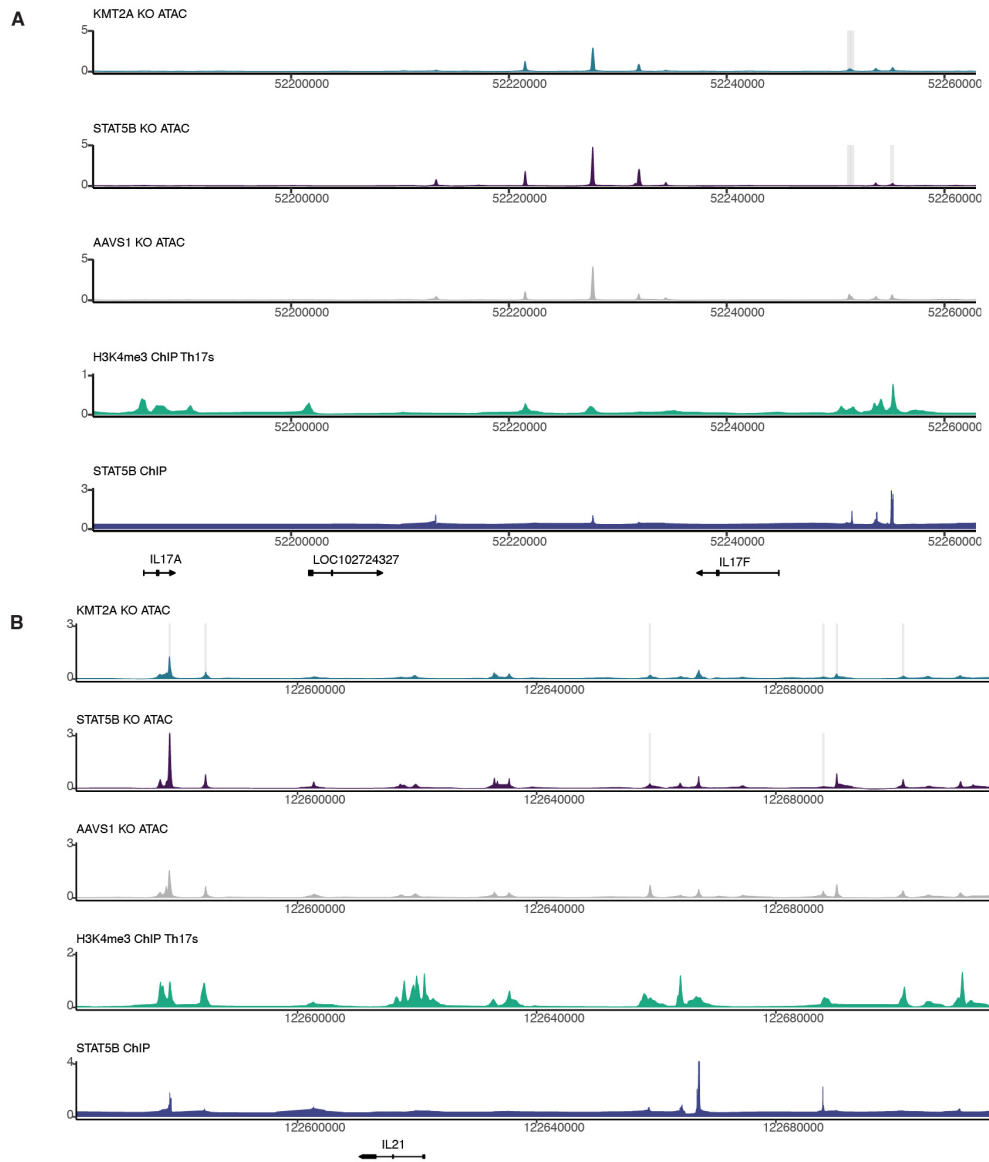 A
KMT2A KO ATAC
5
0
52200000 52220000 52240000 52260000
STAT5B KO ATAC
5
0
52200000 52220000 52240000 52260000
AAVS1 KO ATAC
5
0
52200000 52220000 52240000 52260000
H3K4me3 ChIP Th17s
1
0
52200000 52220000 52240000 52260000
STAT5B ChIP
3
0
52200000 52220000 52240000 52260000
IL17A LOC102724327 IL17F
B
KMT2A KO ATAC
3
0
122600000 122640000 122680000
STAT5B KO ATAC
3
0
122600000 122640000 122680000
AAVS1 KO ATAC
3
0
122600000 122640000 122680000
H3K4me3 ChIP Th17s
2
0
122600000 122640000 122680000
STAT5B ChIP
4
0
122600000 122640000 122680000
IL21